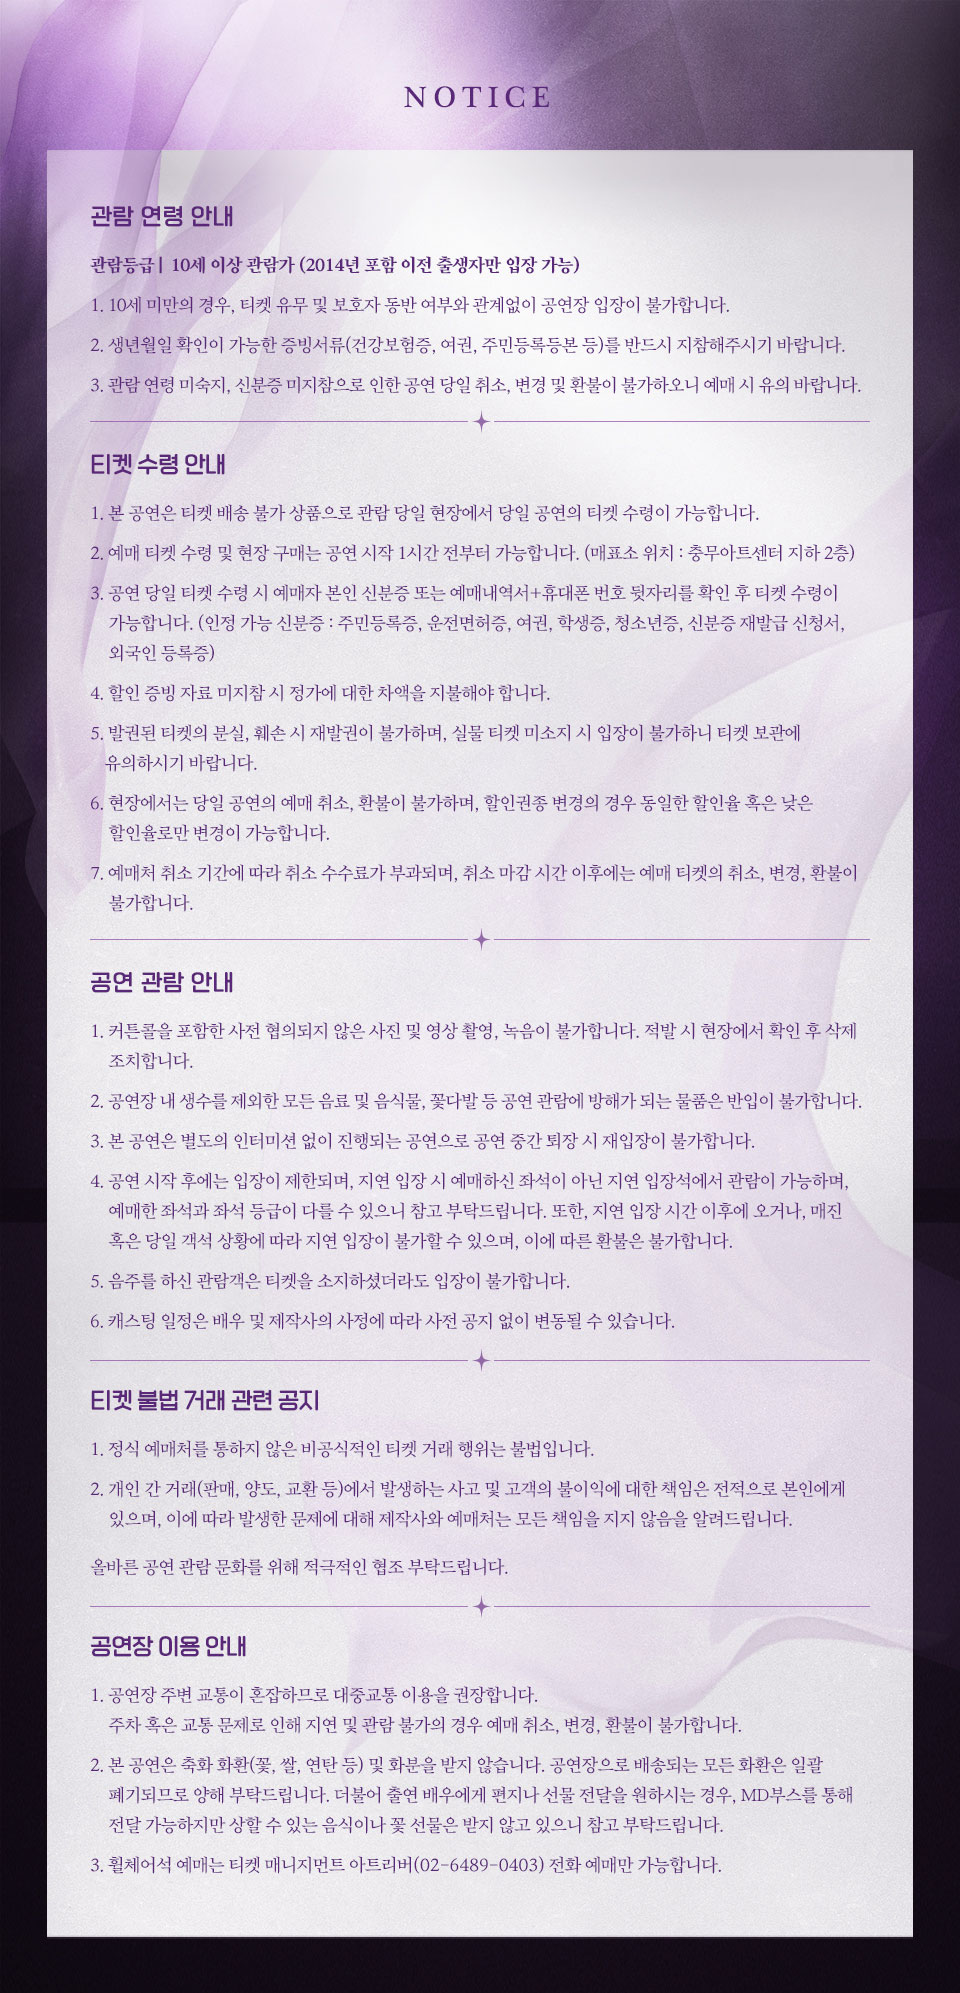 NOTICE
관람 연령 안내
관람등급 | 10세 이상 관람가 (2014년 포함 이전 출생자만 입장 가능)
1. 10세 미만의 경우, 티켓 유무 및 보호자 동반 여부와 관계없이 공연장 입장이 불가합니다.
2. 생년월일 확인이 가능한 증빙서류(건강보험증, 여권, 주민등록등본 등)를 반드시 지참해주시기 바랍니다.
3. 관람 연령 미숙지, 신분증 미지참으로 인한 공연 당일 취소, 변경 및 환불이 불가하오니 예매 시 유의 바랍니다.
티켓 수령 안내
1. 본 공연은 티켓 배송 불가 상품으로 관람 당일 현장에서 당일 공연의 티켓 수령이 가능합니다.
2. 예매 티켓 수령 및 현장 구매는 공연 시작 1시간 전부터 가능합니다. (매표소 위치 : 충무아트센터 지하 2층)
3. 공연 당일 티켓 수령 시 예매자 본인 신분증 또는 예매내역서+휴대폰 번호 뒷자리를 확인 후 티켓 수령이
가능합니다. (인정 가능 신분증 : 주민등록증, 운전면허증, 여권, 학생증, 청소년증, 신분증 재발급 신청서,
외국인 등록증)
4. 할인 증빙 자료 미지참 시 정가에 대한 차액을 지불해야 합니다.
5. 발권된 티켓의 분실, 훼손 시 재발권이 불가하며, 실물 티켓 미소지 시 입장이 불가하니 티켓 보관에
유의하시기 바랍니다.
6. 현장에서는 당일 공연의 예매 취소, 환불이 불가하며, 할인권종 변경의 경우 동일한 할인율 혹은 낮은
할인율로만 변경이 가능합니다.
7. 예매처 취소 기간에 따라 취소 수수료가 부과되며, 취소 마감 시간 이후에는 예매 티켓의 취소, 변경, 환불이
불가합니다.
공연 관람 안내
1. 커튼콜을 포함한 사전 협의되지 않은 사진 및 영상 촬영, 녹음이 불가합니다. 적발 시 현장에서 확인 후 삭제
조치합니다.
2. 공연장 내 생수를 제외한 모든 음료 및 음식물, 꽃다발 등 공연 관람에 방해가 되는 물품은 반입이 불가합니다.
3. 본 공연은 별도의 인터미션 없이 진행되는 공연으로 공연 중간 퇴장 시 재입장이 불가합니다.
4. 공연 시작 후에는 입장이 제한되며, 지연 입장 시 예매하신 좌석이 아닌 지연 입장석에서 관람이 가능하며,
예매한 좌석과 좌석 등급이 다를 수 있으니 참고 부탁드립니다. 또한, 지연 입장 시간 이후에 오거나, 매진
혹은 당일 객석 상황에 따라 지연 입장이 불가할 수 있으며, 이에 따른 환불은 불가합니다.
5. 음주를 하신 관람객은 티켓을 소지하셨더라도 입장이 불가합니다.
6. 캐스팅 일정은 배우 및 제작사의 사정에 따라 사전 공지 없이 변동될 수 있습니다.
티켓 불법 거래 관련 공지
1. 정식 예매처를 통하지 않은 비공식적인 티켓 거래 행위는 불법입니다.
2. 개인 간 거래(판매, 양도, 교환 등)에서 발생하는 사고 및 고객의 불이익에 대한 책임은 전적으로 본인에게
있으며, 이에 따라 발생한 문제에 대해 제작사와 예매처는 모든 책임을 지지 않음을 알려드립니다.
올바른 공연 관람 문화를 위해 적극적인 협조 부탁드립니다.
공연장 이용 안내
1. 공연장 주변 교통이 혼잡하므로 대중교통 이용을 권장합니다.
주차 혹은 교통 문제로 인해 지연 및 관람 불가의 경우 예매 취소, 변경, 환불이 불가합니다.
2. 본 공연은 축화 화환(꽃, 쌀, 연탄 등) 및 화분을 받지 않습니다. 공연장으로 배송되는 모든 화환은 일괄
폐기되므로 양해 부탁드립니다. 더불어 출연 배우에게 편지나 선물 전달을 원하시는 경우, MD부스를 통해
전달 가능하지만 상할 수 있는 음식이나 꽃 선물은 받지 않고 있으니 참고 부탁드립니다.
3. 휠체어석 예매는 티켓 매니지먼트 아트리버(02-6489-0403) 전화 예매만 가능합니다.